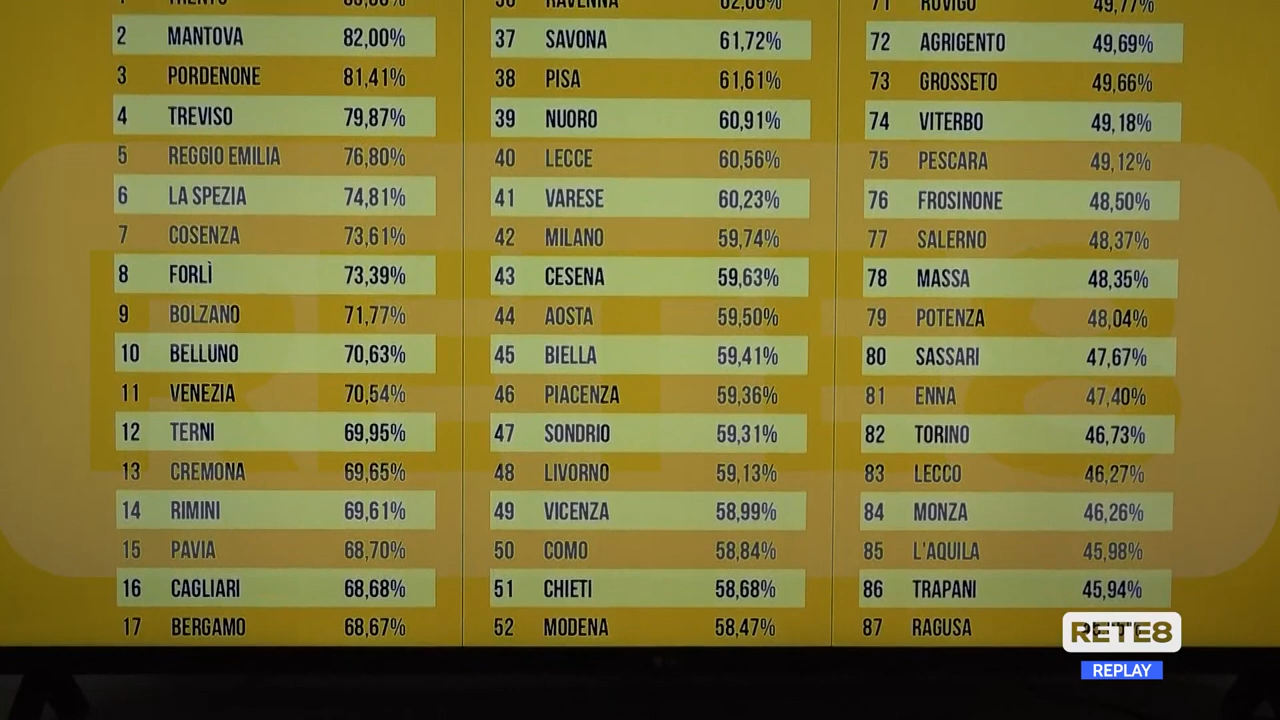 1 TRENTO
2 MANTOVA 82,00%
3 PORDENONE 81,41%
4 TREVISO 79,87%
5 REGGIO EMILIA 76,80%
6 LA SPEZIA 74,81%
7 COSENZA 73,61%
8 FORLÌ 73,39%
9 BOLZANO 71,77%
10 BELLUNO 70,63%
11 VENEZIA 70,54%
12 TERNI 69,95%
13 CREMONA 69,65%
14 RIMINI 69,61%
15 PAVIA 68,70%
16 CAGLIARI 68,68%
17 BERGAMO 68,67%
36 RAVENNA 62,06%
37 SAVONA 61,72%
38 PISA 61,61%
39 NUORO 60,91%
40 LECCE 60,56%
41 VARESE 60,23%
42 MILANO 59,74%
43 CESENA 59,63%
44 AOSTA 59,50%
45 BIELLA 59,41%
46 PIACENZA 59,36%
47 SONDRIO 59,31%
48 LIVORNO 59,13%
49 VICENZA 58,99%
50 COMO 58,84%
51 CHIETI 58,68%
52 MODENA 58,47%
71 ROVIGO 49,77%
72 AGRIGENTO 49,69%
73 GROSSETO 49,66%
74 VITERBO 49,18%
75 PESCARA 49,12%
76 FROSINONE 48,50%
77 SALERNO 48,37%
78 MASSA 48,35%
79 POTENZA 48,04%
80 SASSARI 47,67%
81 ENNA 47,40%
82 TORINO 46,73%
83 LECCO 46,27%
84 MONZA 46,26%
85 L'AQUILA 45,98%
86 TRAPANI 45,94%
87 RAGUSA
RETE8
REPLAY